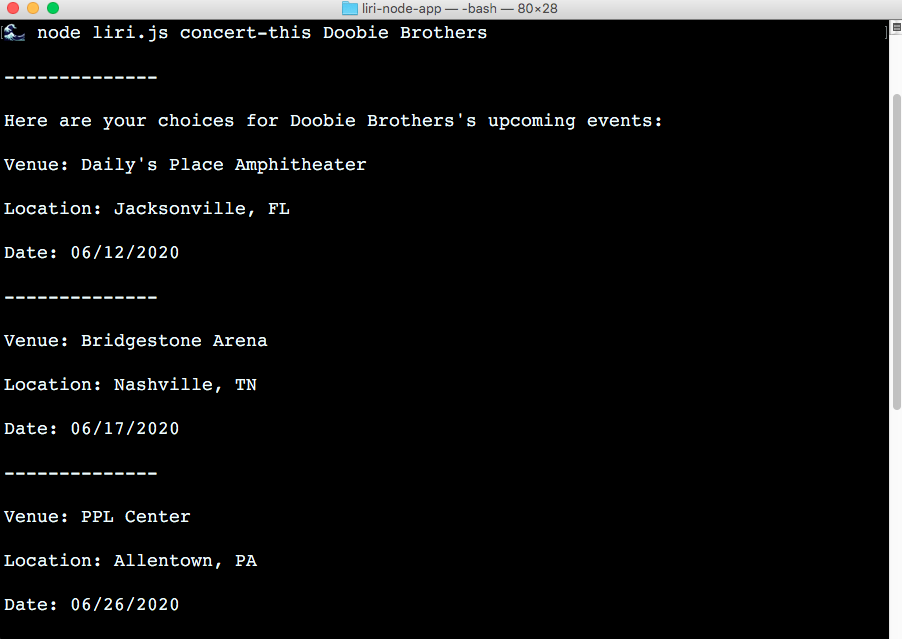 liri-node-app — -bash — 80×28
node liri.js concert-this Doobie Brothers
--------------
Here are your choices for Doobie Brothers's upcoming events:
Venue: Daily's Place Amphitheater
Location: Jacksonville, FL
Date: 06/12/2020
--------------
Venue: Bridgestone Arena
Location: Nashville, TN
Date: 06/17/2020
--------------
Venue: PPL Center
Location: Allentown, PA
Date: 06/26/2020